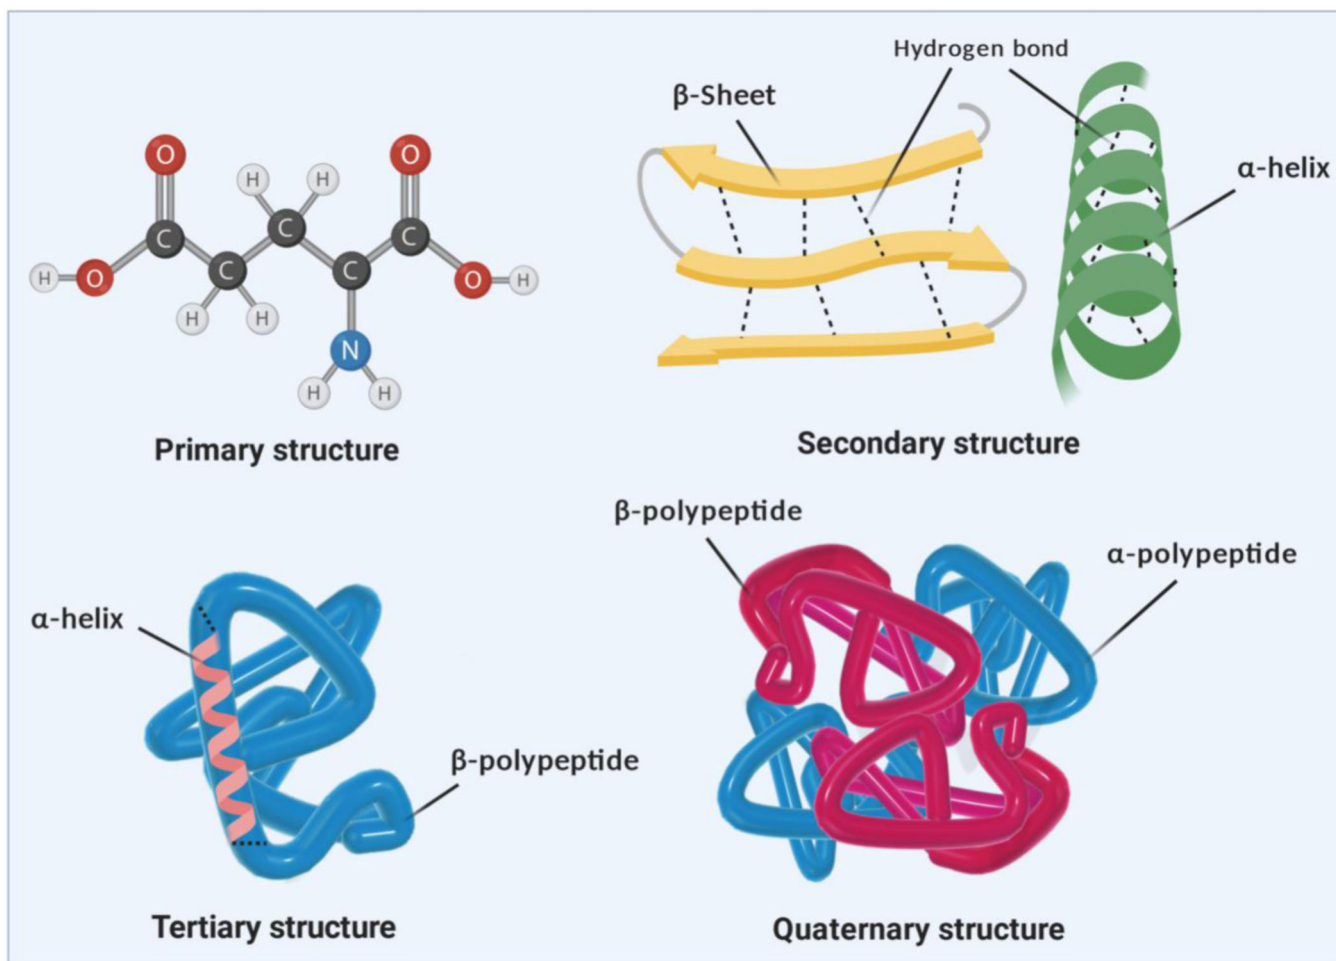 Hydrogen bond
β-Sheet
α-helix
O
O
H
H
C
C
C
H
O
C
C
O
H
H
H
N
H
H
Primary structure
Secondary structure
β-polypeptide
α-polypeptide
α-helix
β-polypeptide
Tertiary structure
Quaternary structure